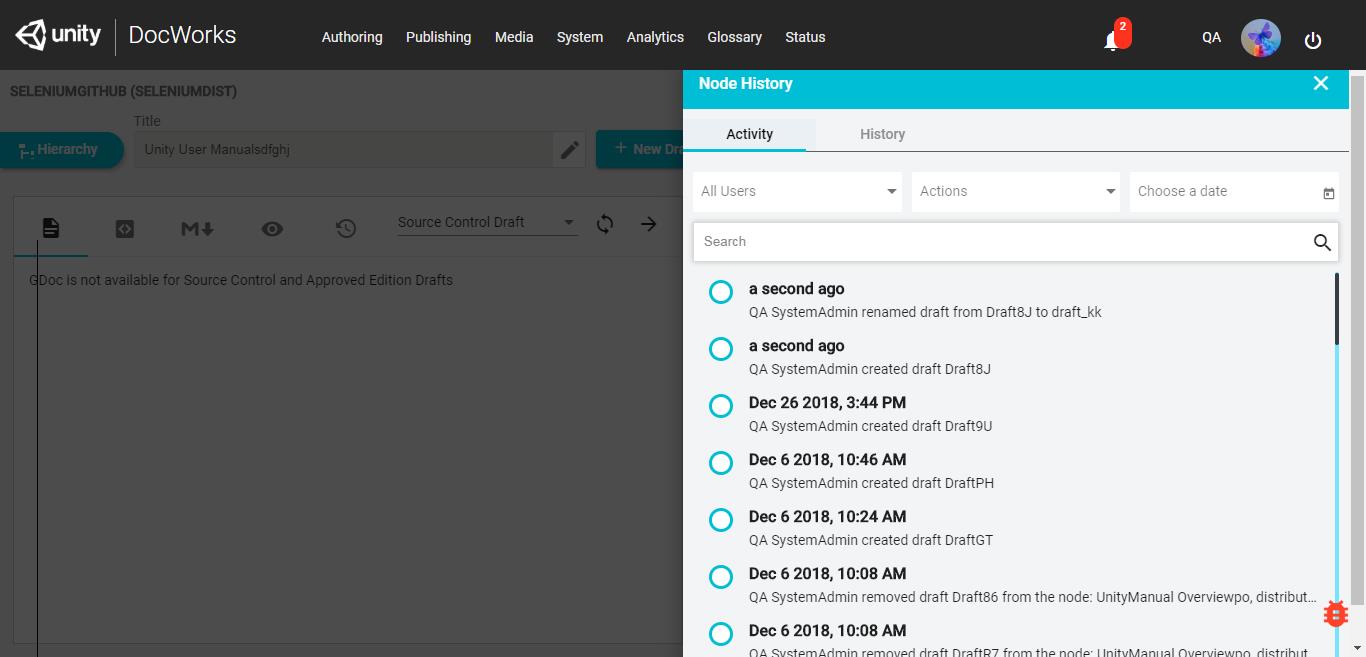 unity DocWorks Authoring Publishing Media System Analytics Glossary Status 2 QA
SELENIUMGITHUB (SELENIUMDIST)
Title
Hierarchy
Unity User Manualsdfghj
+ New Dra
M
Source Control Draft
GDoc is not available for Source Control and Approved Edition Drafts
Node History
Activity History
All Users Actions Choose a date
Search
a second ago
QA SystemAdmin renamed draft from Draft8J to draft_kk
a second ago
QA SystemAdmin created draft Draft8J
Dec 26 2018, 3:44 PM
QA SystemAdmin created draft Draft9U
Dec 6 2018, 10:46 AM
QA SystemAdmin created draft DraftPH
Dec 6 2018, 10:24 AM
QA SystemAdmin created draft DraftGT
Dec 6 2018, 10:08 AM
QA SystemAdmin removed draft Draft86 from the node: UnityManual Overviewpo, distribut...
Dec 6 2018, 10:08 AM
QA SystemAdmin removed draft DraftR7 from the node: UnityManual Overviewpo, distribut